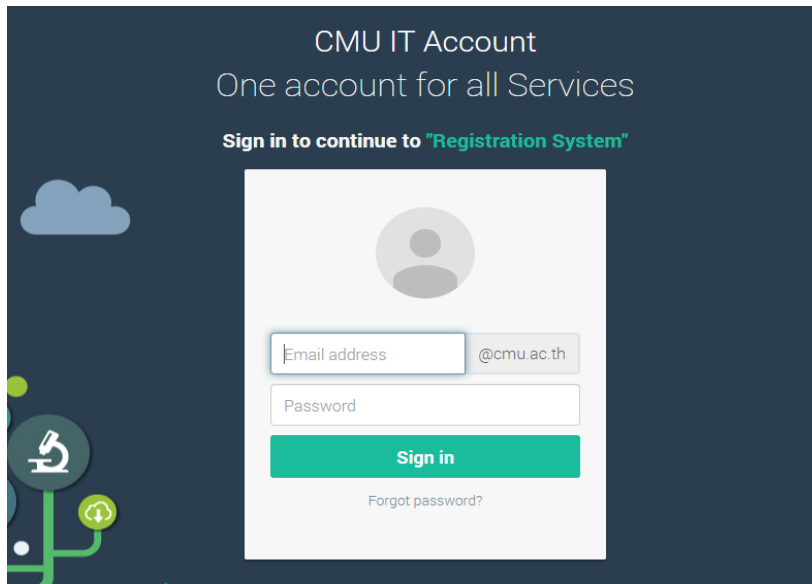 CMU IT Account
One account for all Services
Sign in to continue to "Registration System"
Email address @cmu.ac.th
Password
Sign in
Forgot password?